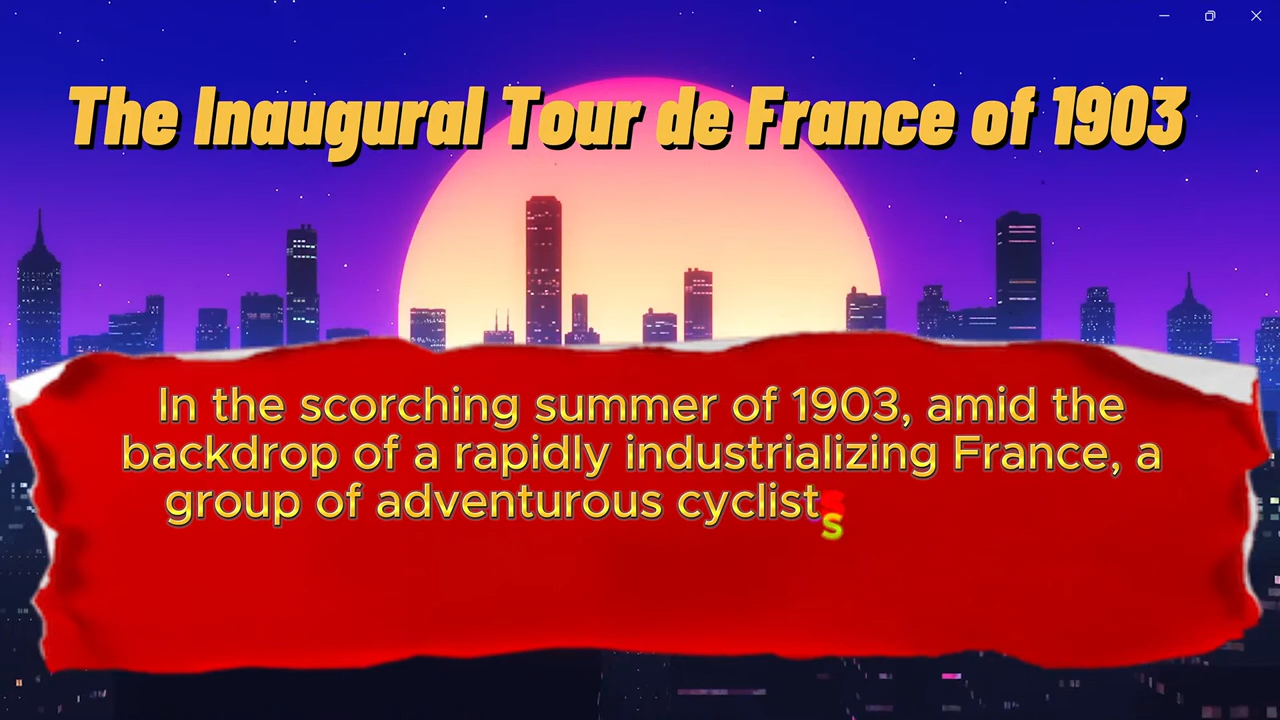 The Inaugural Tour de France of 1903
In the scorching summer of 1903, amid the
backdrop of a rapidly industrializing France, a
group of adventurous cyclists